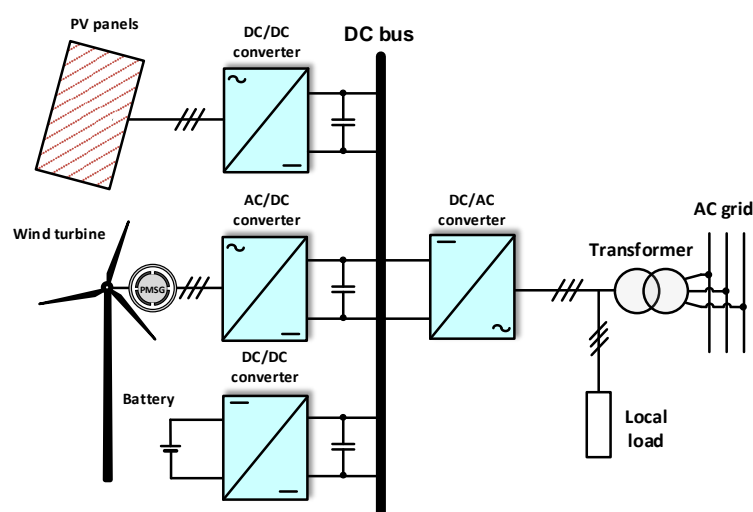 PV panels
DC/DC
converter
DC bus
AC/DC
converter
DC/AC
converter
AC grid
Wind turbine
Transformer
PMSG
DC/DC
converter
Battery
Local
load